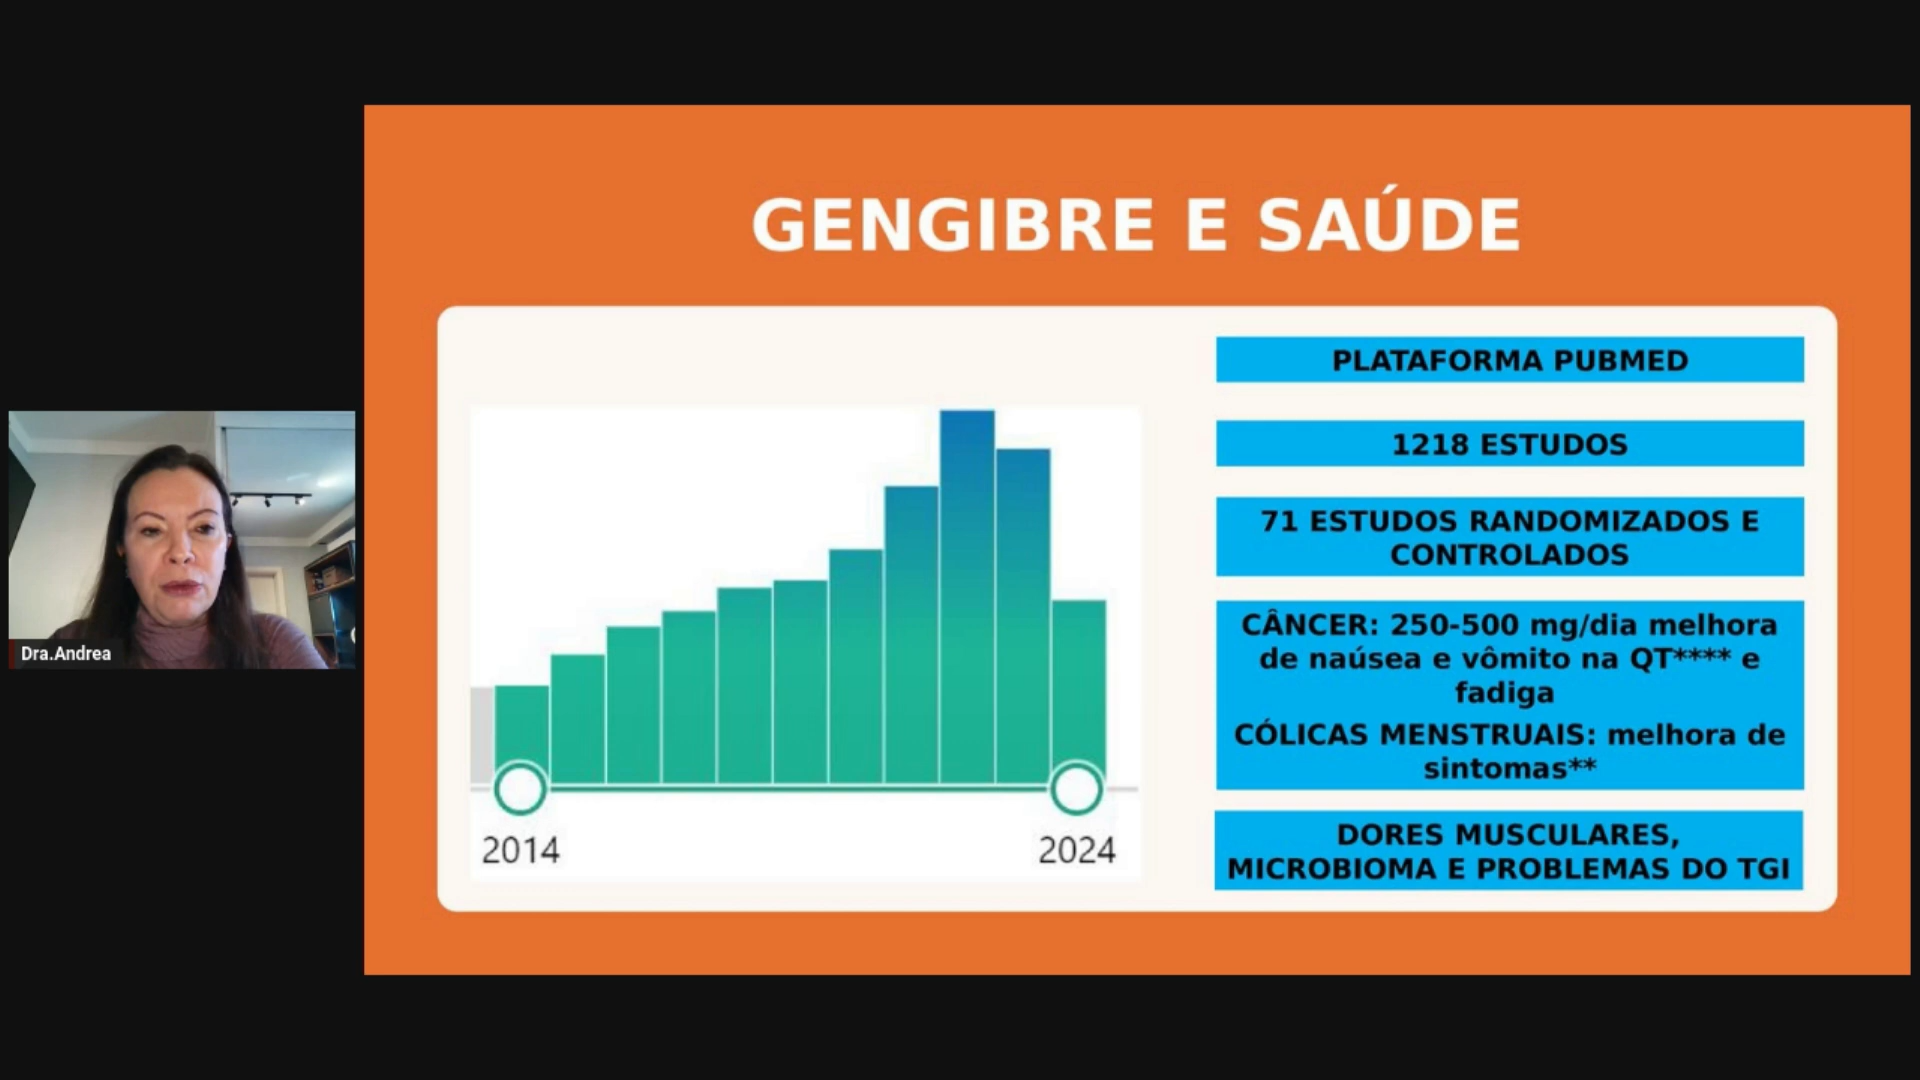 GENGIBRE E SAÚDE
PLATAFORMA PUBMED
1218 ESTUDOS
71 ESTUDOS RANDOMIZADOS E
CONTROLADOS
CÂNCER: 250-500 mg/dia melhora
de naúsea e vômito na QT**** e
fadiga
CÓLICAS MENSTRUAIS: melhora de
sintomas**
DORES MUSCULARES,
MICROBIOMA E PROBLEMAS DO TGI
2014
2024
Dra.Andrea